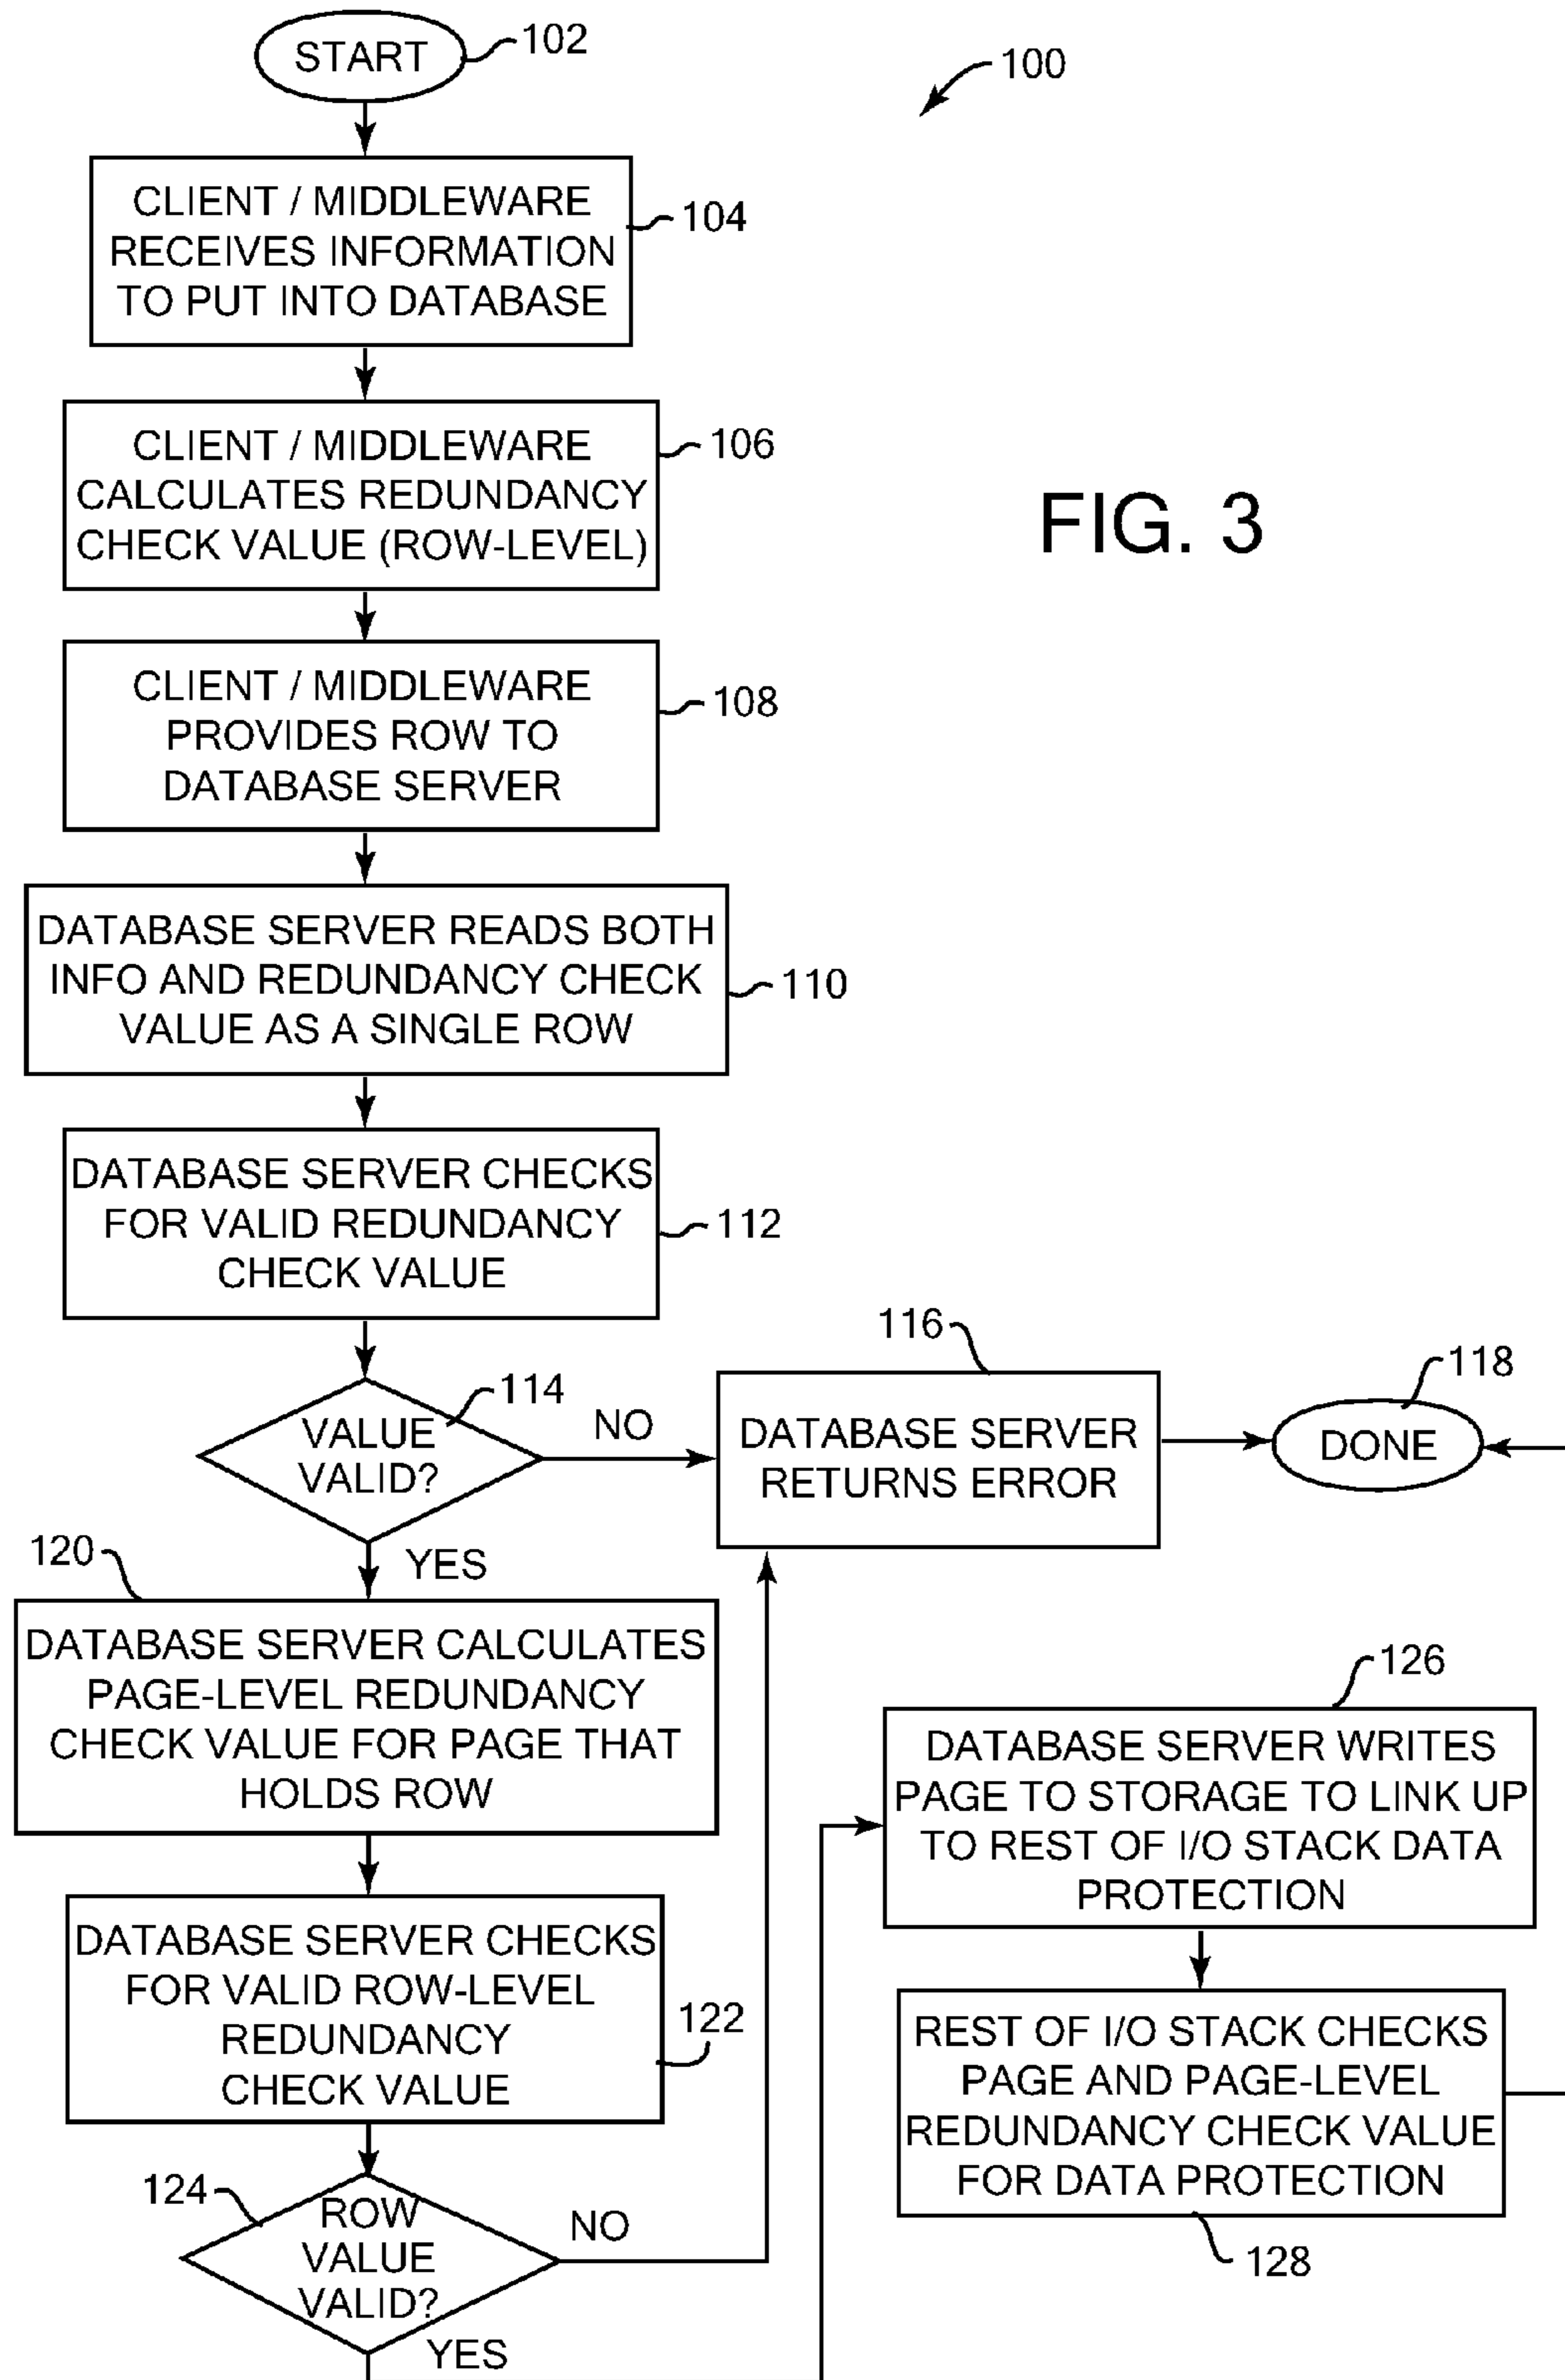 START
102
100
CLIENT / MIDDLEWARE
RECEIVES INFORMATION
TO PUT INTO DATABASE
104
CLIENT / MIDDLEWARE
CALCULATES REDUNDANCY
CHECK VALUE (ROW-LEVEL)
106
FIG. 3
CLIENT / MIDDLEWARE
PROVIDES ROW TO
DATABASE SERVER
108
DATABASE SERVER READS BOTH
INFO AND REDUNDANCY CHECK
VALUE AS A SINGLE ROW
110
DATABASE SERVER CHECKS
FOR VALID REDUNDANCY
CHECK VALUE
112
VALUE
VALID?
114
NO
YES
116
DATABASE SERVER
RETURNS ERROR
118
DONE
120
DATABASE SERVER CALCULATES
PAGE-LEVEL REDUNDANCY
CHECK VALUE FOR PAGE THAT
HOLDS ROW
DATABASE SERVER CHECKS
FOR VALID ROW-LEVEL
REDUNDANCY
CHECK VALUE
122
124
ROW
VALUE
VALID?
NO
YES
126
DATABASE SERVER WRITES
PAGE TO STORAGE TO LINK UP
TO REST OF I/O STACK DATA
PROTECTION
REST OF I/O STACK CHECKS
PAGE AND PAGE-LEVEL
REDUNDANCY CHECK VALUE
FOR DATA PROTECTION
128